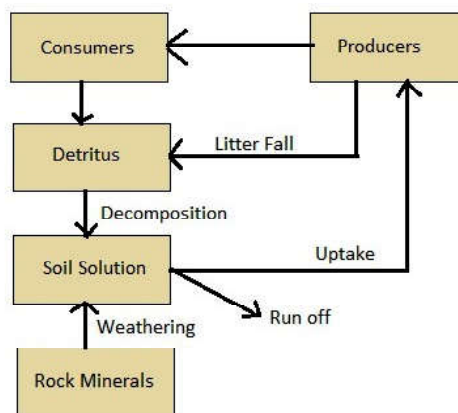 Consumers
Producers
Detritus
Litter Fall
Decomposition
Soil Solution
Uptake
Run off
Weathering
Rock Minerals